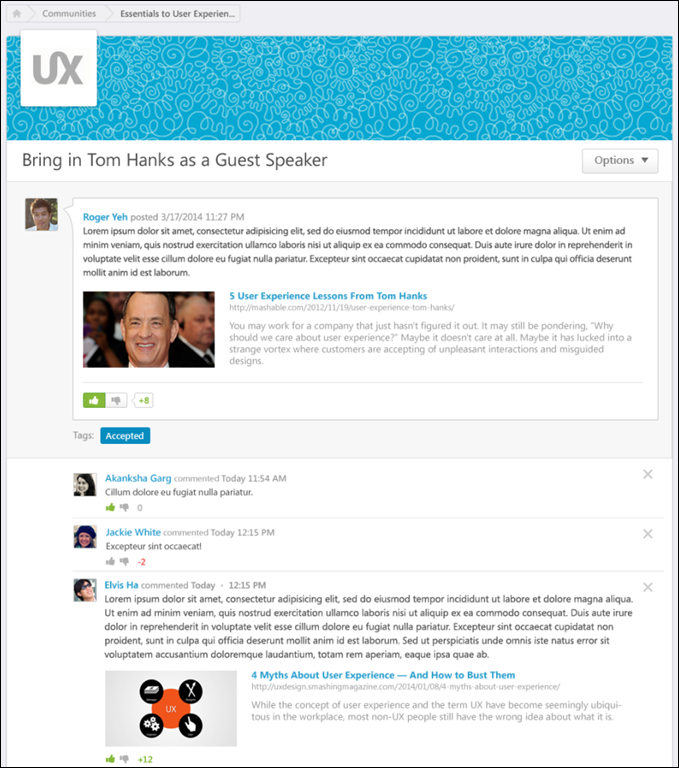 Communities
Essentials to User Experien...
UX
Bring in Tom Hanks as a Guest Speaker
Options
Roger Yeh posted 3/17/2014 11:27 PM
Lorem ipsum dolor sit amet, consectetur adipisicing elit, sed do eiusmod tempor incididunt ut labore et dolore magna aliqua. Ut enim ad
minim veniam, quis nostrud exercitation ullamco laboris nisi ut aliquip ex ea commodo consequat. Duis aute irure dolor in reprehenderit in
voluptate velit esse cillum dolore eu fugiat nulla pariatur. Excepteur sint occaecat cupidatat non proident, sunt in culpa qui officia deserunt
mollit anim id est laborum.
5 User Experience Lessons From Tom Hanks
http://mashable.com/2012/11/19/user-experience-tom-hanks/
You may work for a company that just hasn't figured it out. It may still be pondering, "Why
should we care about user experience?" Maybe it doesn't care at all. Maybe it has lucked into a
strange vortex where customers are accepting of unpleasant interactions and misguided
designs.
+8
Tags:
Accepted
Akanksha Garg commented Today 11:54 AM
Cillum dolore eu fugiat nulla pariatur.
0
Jackie White commented Today 12:15 PM
Excepteur sint occaecat!
-2
Elvis Ha commented Today • 12:15 PM
Lorem ipsum dolor sit amet, consectetur adipisicing elit, sed do eiusmod tempor incididunt ut labore et dolore magna aliqua.
Ut enim ad minim veniam, quis nostrud exercitation ullamco laboris nisi ut aliquip ex ea commodo consequat. Duis aute irure
dolor in reprehenderit in voluptate velit esse cillum dolore eu fugiat nulla pariatur. Excepteur sint occaecat cupidatat non
proident, sunt in culpa qui officia deserunt mollit anim id est laborum. Sed ut perspiciatis unde omnis iste natus error sit
voluptatem accusantium doloremque laudantium, totam rem aperiam, eaque ipsa quae ab.
UX
4 Myths About User Experience — And How to Bust Them
http://uxdesign.smashingmagazine.com/2014/01/08/4-myths-about-user-experience/
While the concept of user experience and the term UX have become seemingly ubiqui-
tous in the workplace, most non-UX people still have the wrong idea about what it is.
+12